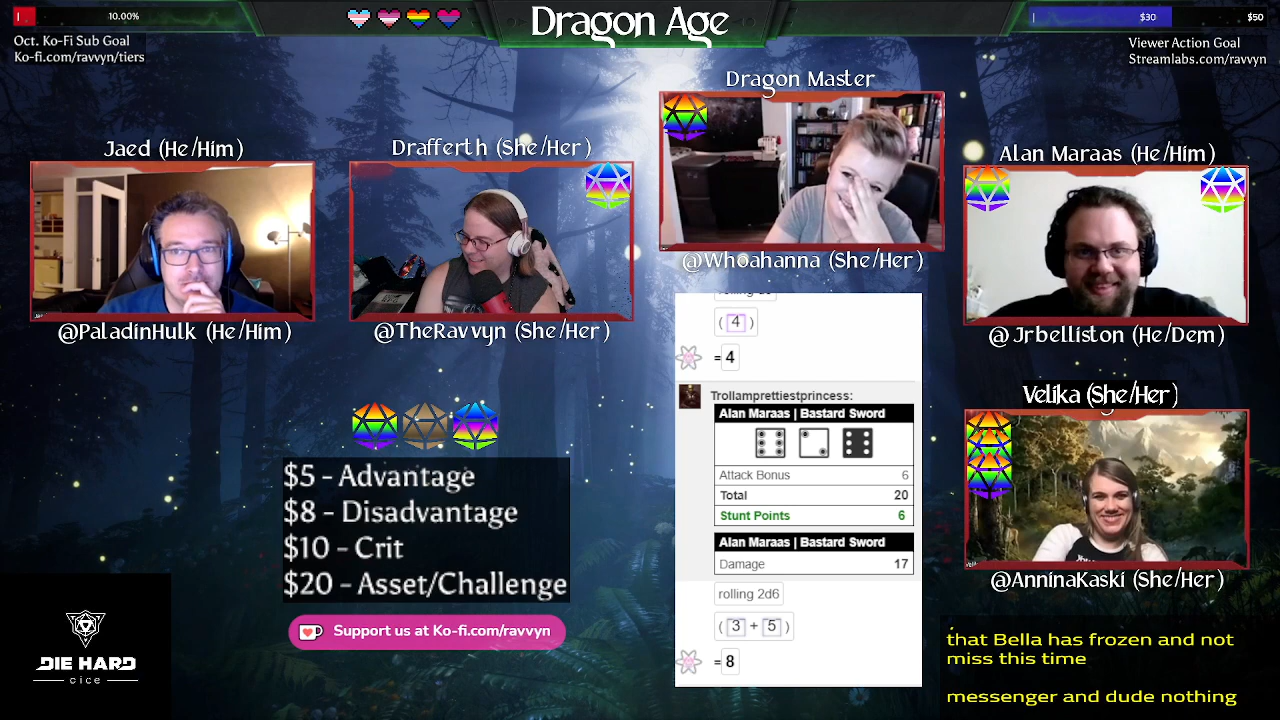 10.00%
Oct. Ko-Fi Sub Goal
Ko-fi.com/ravvyn/tiers
Dragon Age
$30
$50
Viewer Action Goal
Streamlabs.com/ravvyn
Jaed (He/Him)
@PaladinHulk (He/Him)
Drafferth (She/Her)
@TheRavvyn (She/Her)
Dragon Master
@Whoahanna (She/Her)
Alan Maraas (He/Him)
@Jrbelliston (He/Dem)
Velika (She/Her)
@AnninaKaski (She/Her)
(4)
=4
Trollamprettiestprincess:
Alan Maraas | Bastard Sword
Attack Bonus 6
Total 20
Stunt Points 6
Alan Maraas | Bastard Sword
Damage 17
rolling 2d6
(3+5)
=8
$5 - Advantage
$8 - Disadvantage
$10 - Crit
$20 - Asset/Challenge
Support us at Ko-fi.com/ravvyn
DIE HARD
dice
that Bella has frozen and not
miss this time
messenger and dude nothing